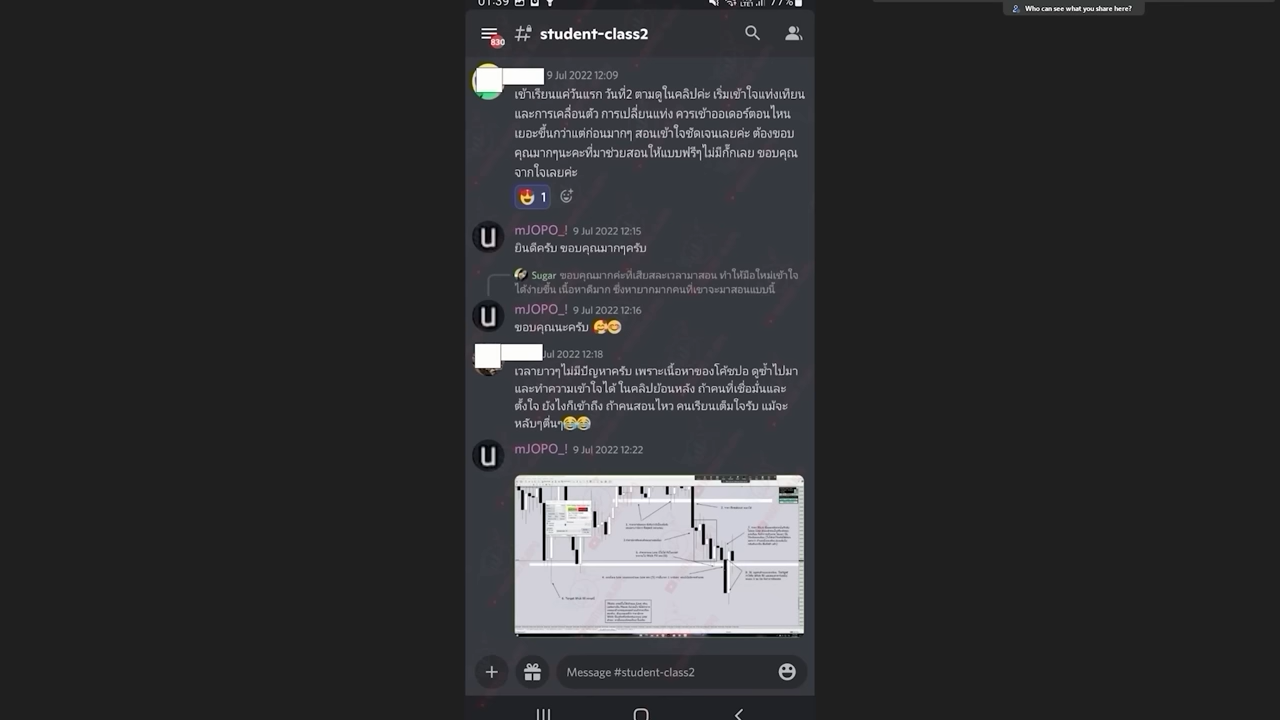 01:39
77%
Who can see what you share here?
830
student-class2
9 Jul 2022 12:09
เข้าเรียนแค่วันแรก วันที่2 ตามดูในคลิปค่ะ เริ่มเข้าใจแท่งเทียน
และการเคลื่อนตัว การเปลี่ยนแท่ง ควรเข้าออเดอร์ตอนไหน
เยอะขึ้นกว่าแต่ก่อนมากๆ สอนเข้าใจชัดเจนเลยค่ะ ต้องขอบ
คุณมากๆนะคะที่มาช่วยสอนให้แบบฟรีๆไม่มีกั๊กเลย ขอบคุณ
จากใจเลยค่ะ
1
mJOPO_! 9 Jul 2022 12:15
ยินดีครับ ขอบคุณมากๆครับ
Sugar ขอบคุณมากค่ะที่เสียสละเวลามาสอน ทำให้มือใหม่เข้าใจ
ได้ง่ายขึ้น เนื้อหาดีมาก ซึ่งหายากมากคนที่เขาจะมาสอนแบบนี้
mJOPO_! 9 Jul 2022 12:16
ขอบคุณนะครับ
Jul 2022 12:18
เวลายาวๆไม่มีปัญหาครับ เพราะเนื้อหาของโค้ชปอ ดูซ้ำไปมา
และทำความเข้าใจได้ ในคลิปย้อนหลัง ถ้าคนที่เชื่อมั่นและ
ตั้งใจ ยังไงก็เข้าถึง ถ้าคนสอนไหว คนเรียนเต็มใจรับ แม้จะ
หลับๆตื่นๆ
mJOPO_! 9 Jul 2022 12:22
Message #student-class2